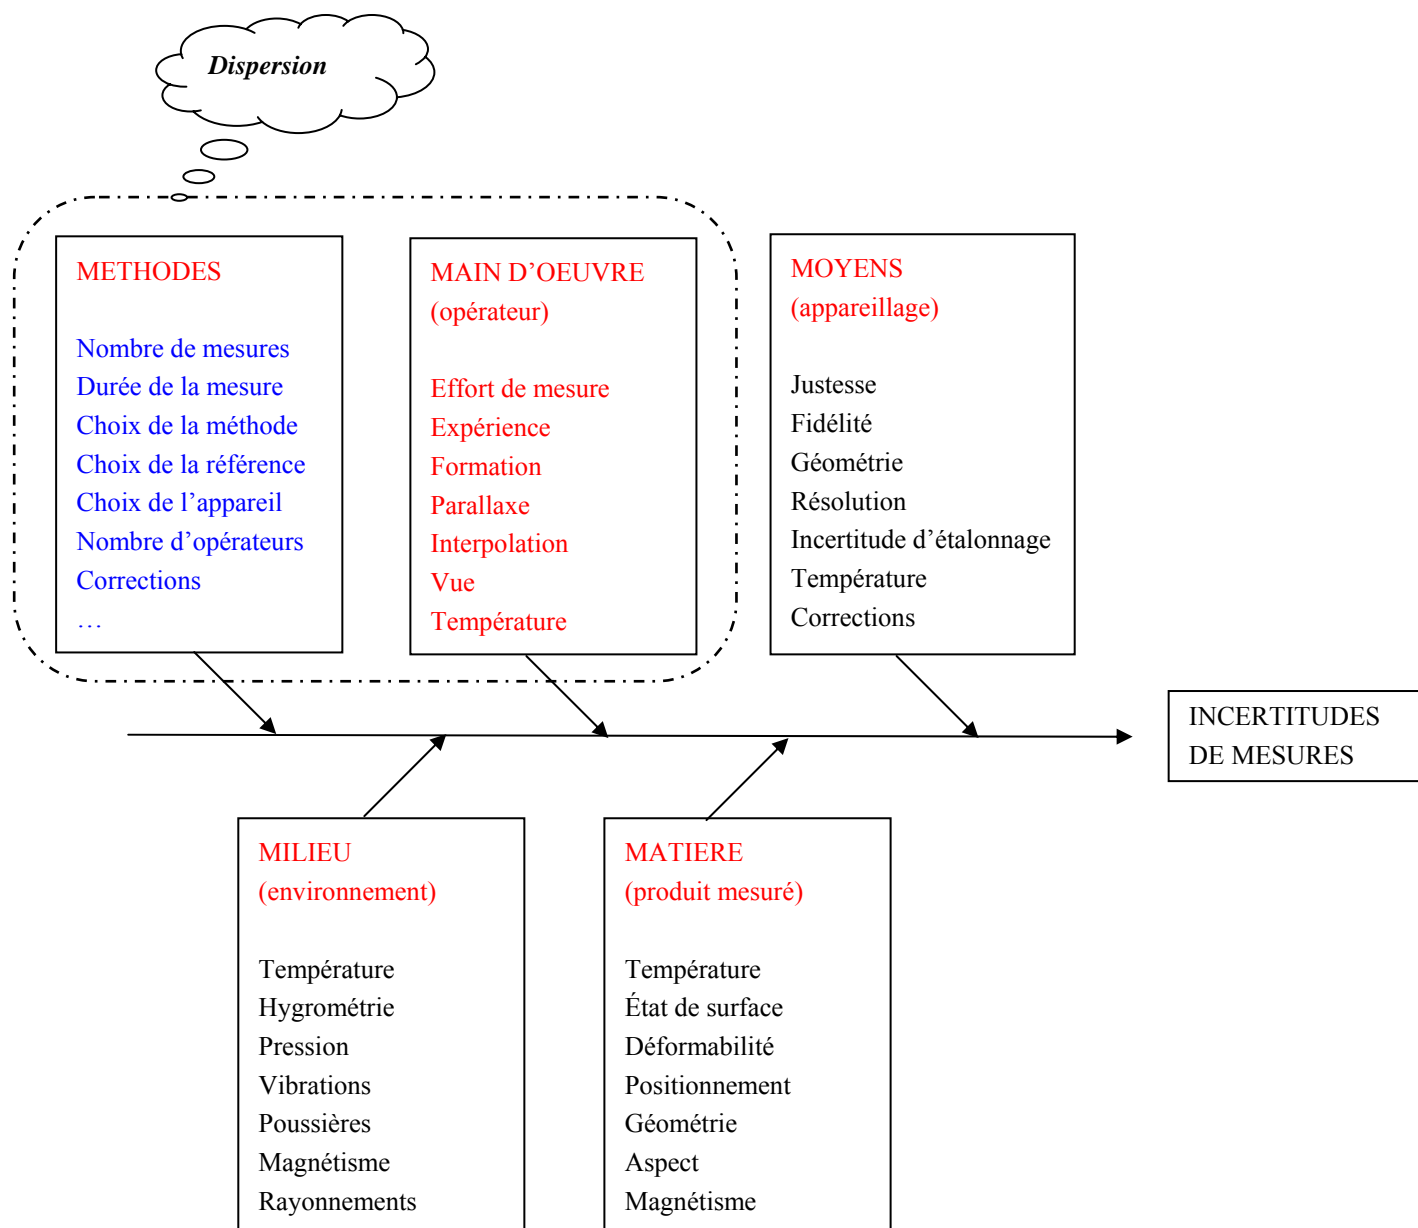 Dispersion
METHODES
Nombre de mesures
Durée de la mesure
Choix de la méthode
Choix de la référence
Choix de l’appareil
Nombre d’opérateurs
Corrections
…
MAIN D’OEUVRE
(opérateur)
Effort de mesure
Expérience
Formation
Parallaxe
Interpolation
Vue
Température
MOYENS
(appareillage)
Justesse
Fidélité
Géométrie
Résolution
Incertitude d’étalonnage
Température
Corrections
INCERTITUDES
DE MESURES
MILIEU
(environnement)
Température
Hygrométrie
Pression
Vibrations
Poussières
Magnétisme
Rayonnements
MATIERE
(produit mesuré)
Température
État de surface
Déformabilité
Positionnement
Géométrie
Aspect
Magnétisme